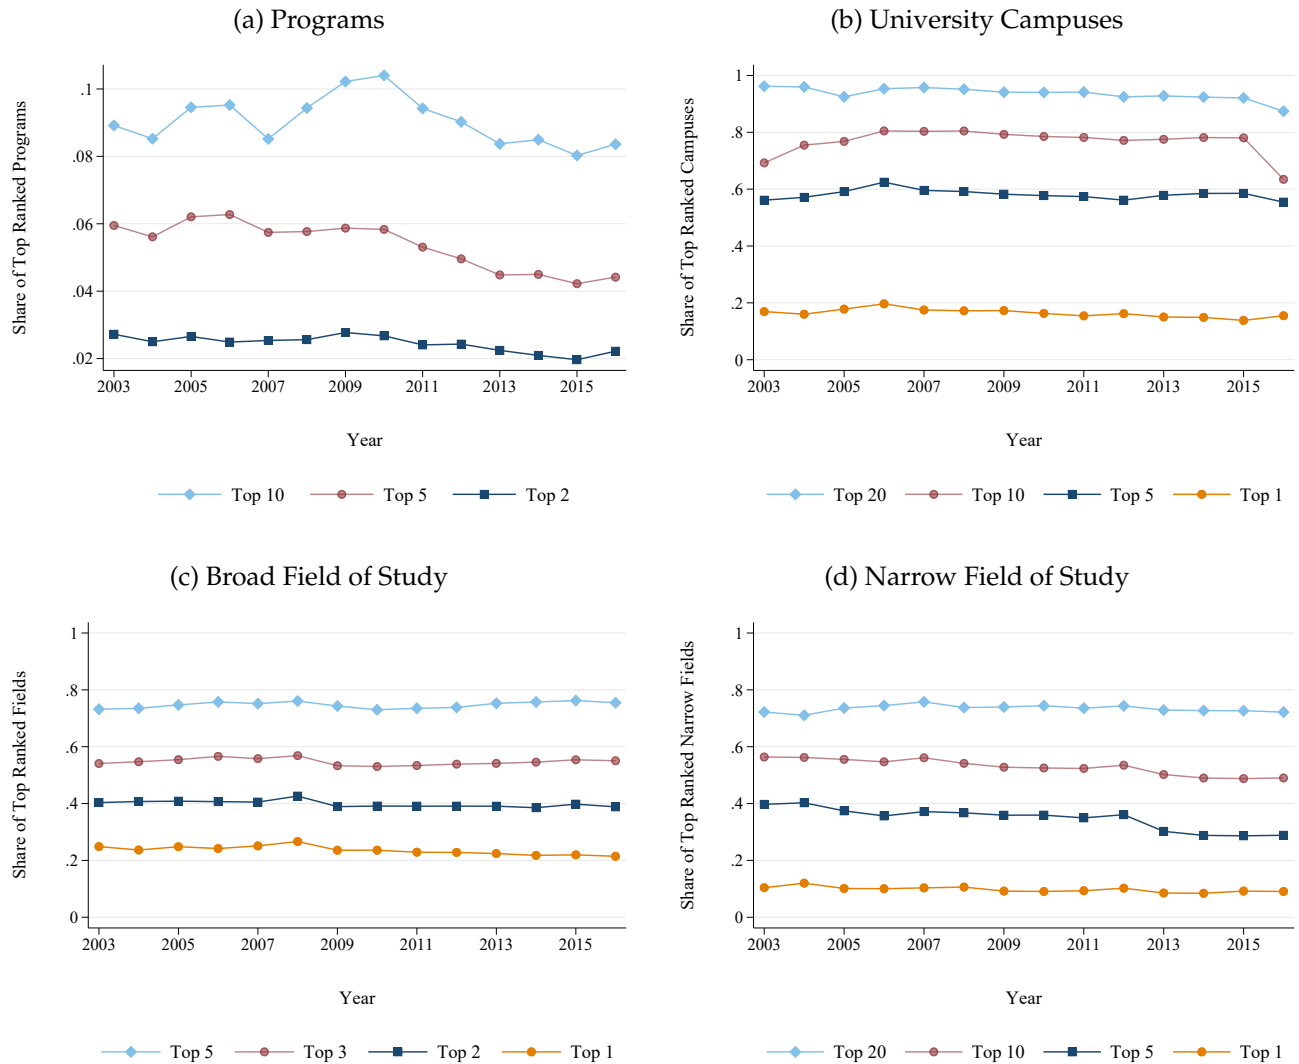 (a) Programs
Share of Top Ranked Programs
.1
.08
.06
.04
.02
2003 2005 2007 2009 2011 2013 2015
Year
Top 10 Top 5 Top 2
(b) University Campuses
Share of Top Ranked Campuses
1
.8
.6
.4
.2
0
2003 2005 2007 2009 2011 2013 2015
Year
Top 20 Top 10 Top 5 Top 1
(c) Broad Field of Study
Share of Top Ranked Fields
1
.8
.6
.4
.2
0
2003 2005 2007 2009 2011 2013 2015
Year
Top 5 Top 3 Top 2 Top 1
(d) Narrow Field of Study
Share of Top Ranked Narrow Fields
1
.8
.6
.4
.2
0
2003 2005 2007 2009 2011 2013 2015
Year
Top 20 Top 10 Top 5 Top 1